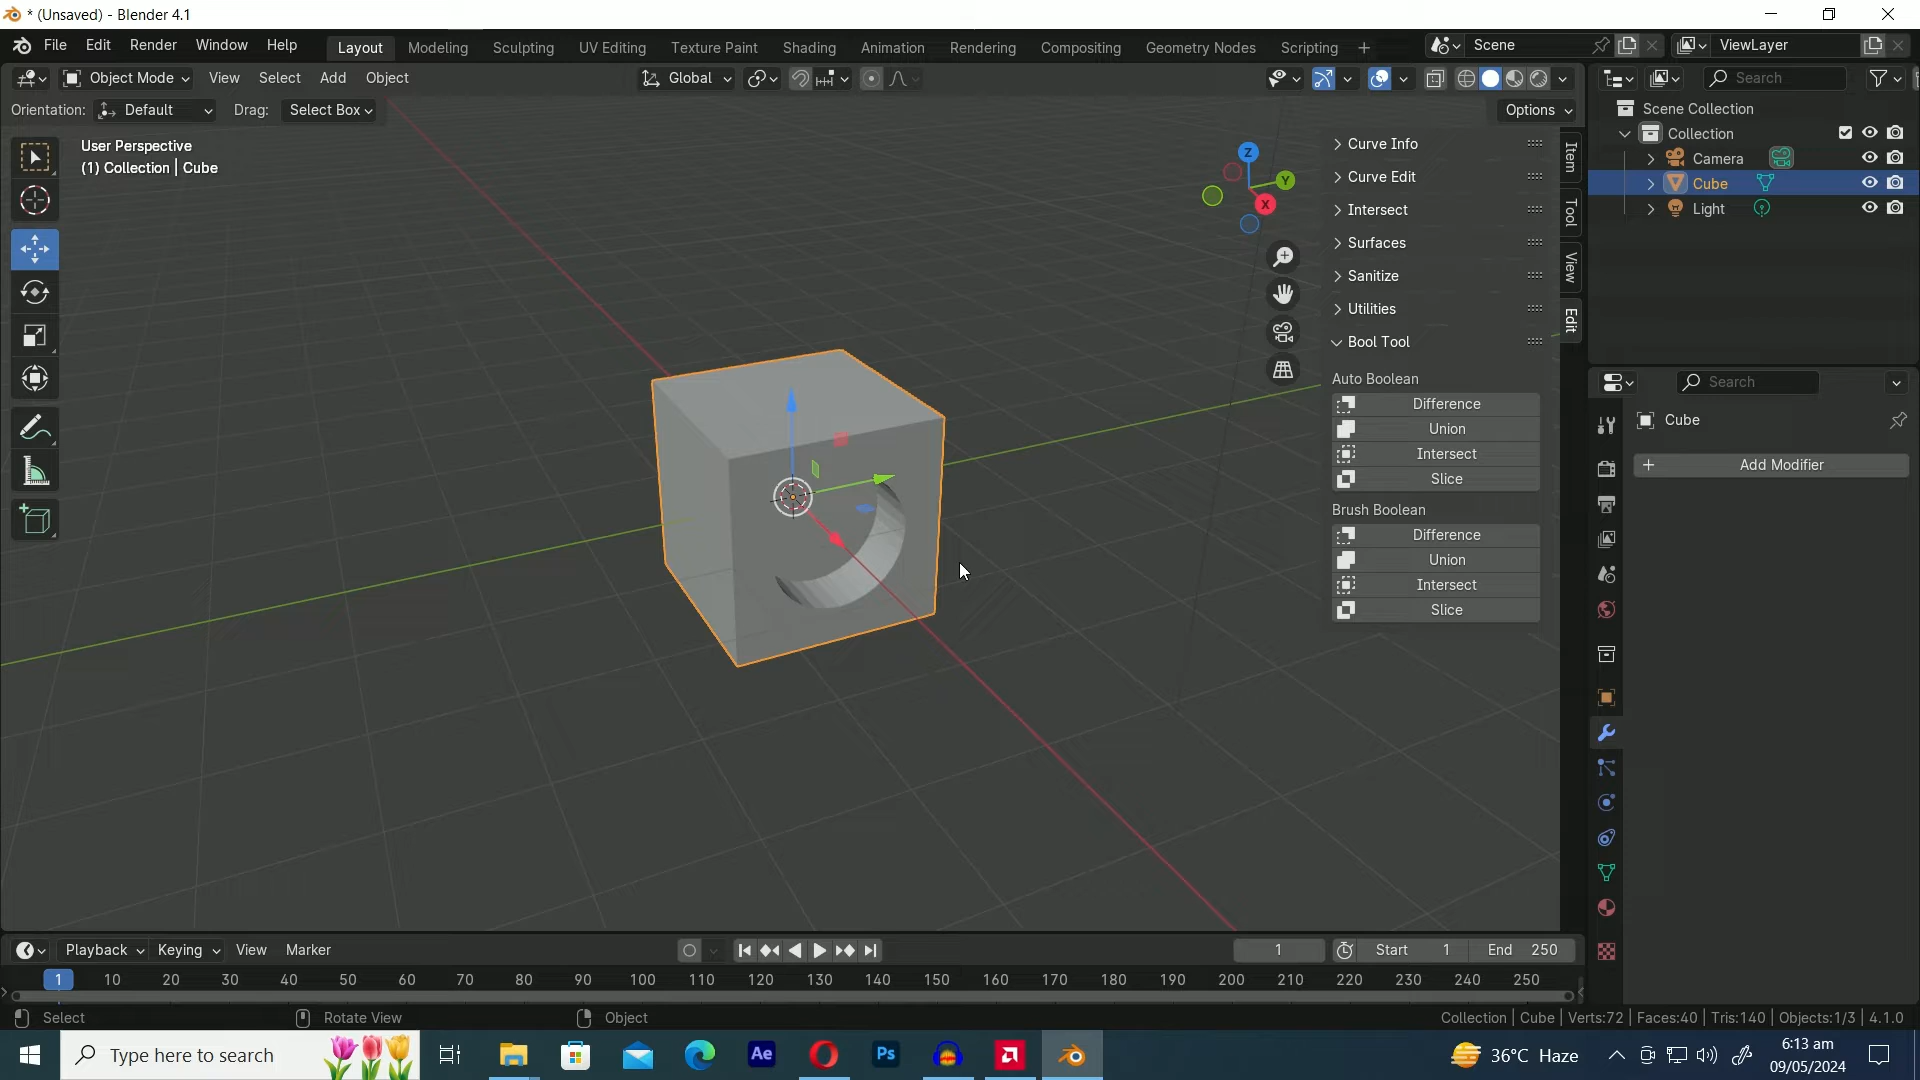 * (Unsaved) - Blender 4.1
File Edit Render Window Help Layout Modeling Sculpting UV Editing Texture Paint Shading Animation Rendering Compositing Geometry Nodes Scripting + Scene ViewLayer
Object Mode View Select Add Object Global Search
Orientation: Default Drag: Select Box Options
User Perspective
(1) Collection | Cube
Z
Y
X
Curve Info
Curve Edit
Intersect
Surfaces
Sanitize
Utilities
Bool Tool
Auto Boolean
Difference
Union
Intersect
Slice
Brush Boolean
Difference
Union
Intersect
Slice
Item
Tool
View
Edit
Scene Collection
Collection
Camera
Cube
Light
Search
Cube
+ Add Modifier
Playback Keying View Marker 1 Start 1 End 250
1 10 20 30 40 50 60 70 80 90 100 110 120 130 140 150 160 170 180 190 200 210 220 230 240 250
Select Rotate View Object Collection | Cube | Verts:72 | Faces:40 | Tris:140 | Objects:1/3 | 4.1.0
Type here to search Ae Ps 36°C Haze 6:13 am
09/05/2024